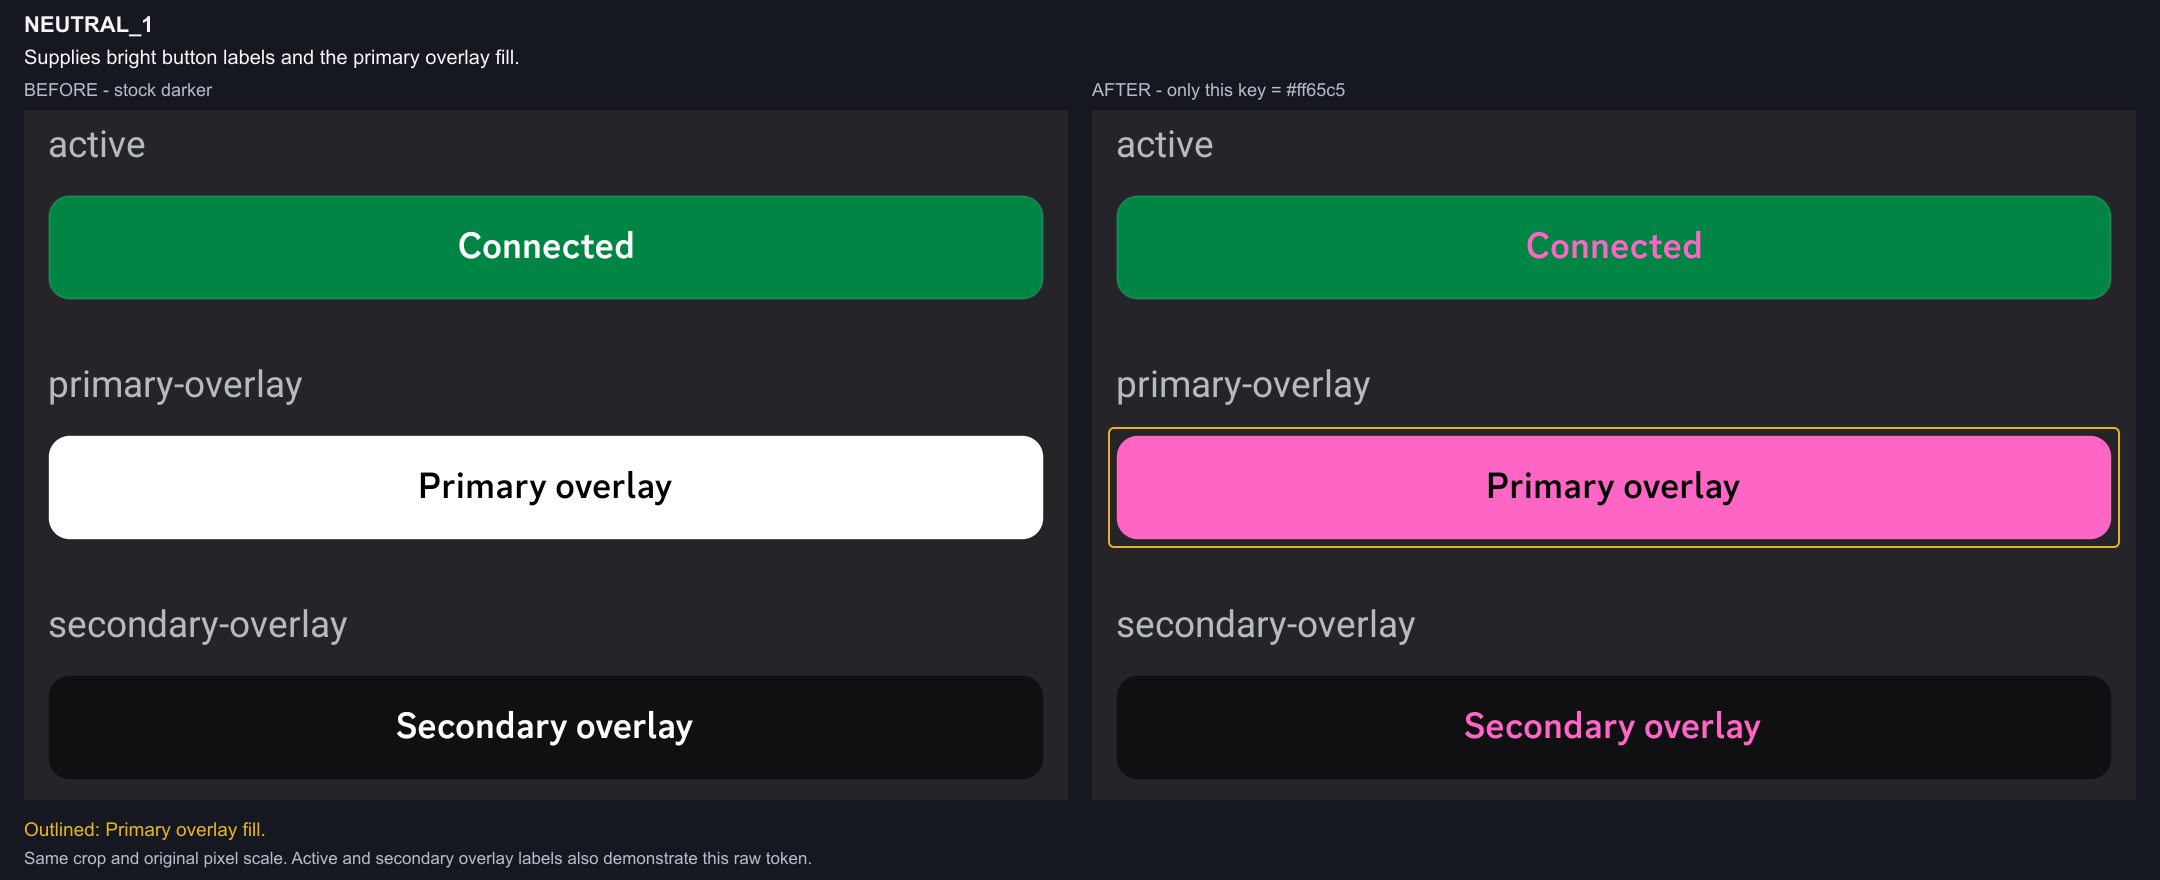 NEUTRAL_1
Supplies bright button labels and the primary overlay fill.
BEFORE - stock darker
active
Connected
primary-overlay
Primary overlay
secondary-overlay
Secondary overlay
AFTER - only this key = #ff65c5
active
Connected
primary-overlay
Primary overlay
secondary-overlay
Secondary overlay
Outlined: Primary overlay fill.
Same crop and original pixel scale. Active and secondary overlay labels also demonstrate this raw token.